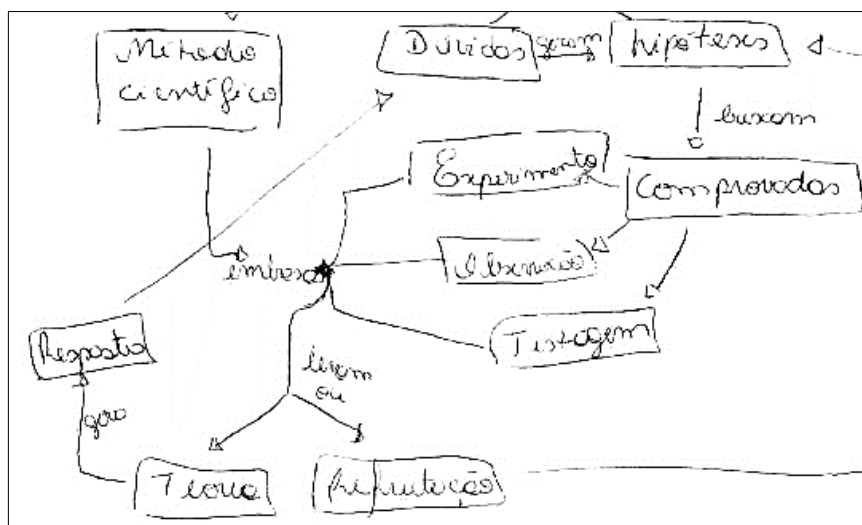 Método
científico
Dúvidas
geram
hipóteses
buscam
Experimento
Comprovadas
embasa
Observação
Testagem
Resposta
levam
ou
gera
Teoria
Refutação